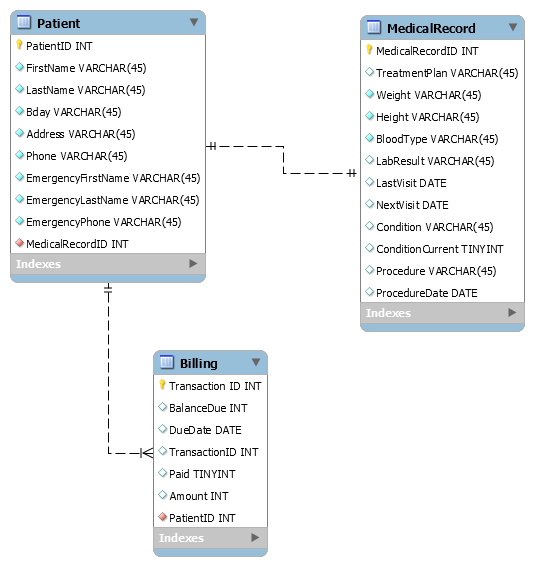 Patient
PatientID INT
FirstName VARCHAR(45)
LastName VARCHAR(45)
Bday VARCHAR(45)
Address VARCHAR(45)
Phone VARCHAR(45)
EmergencyFirstName VARCHAR(45)
EmergencyLastName VARCHAR(45)
EmergencyPhone VARCHAR(45)
MedicalRecordID INT
Indexes
MedicalRecord
MedicalRecordID INT
TreatmentPlan VARCHAR(45)
Weight VARCHAR(45)
Height VARCHAR(45)
BloodType VARCHAR(45)
LabResult VARCHAR(45)
LastVisit DATE
NextVisit DATE
Condition VARCHAR(45)
ConditionCurrent TINYINT
Procedure VARCHAR(45)
ProcedureDate DATE
Indexes
Billing
Transaction ID INT
BalanceDue INT
DueDate DATE
TransactionID INT
Paid TINYINT
Amount INT
PatientID INT
Indexes